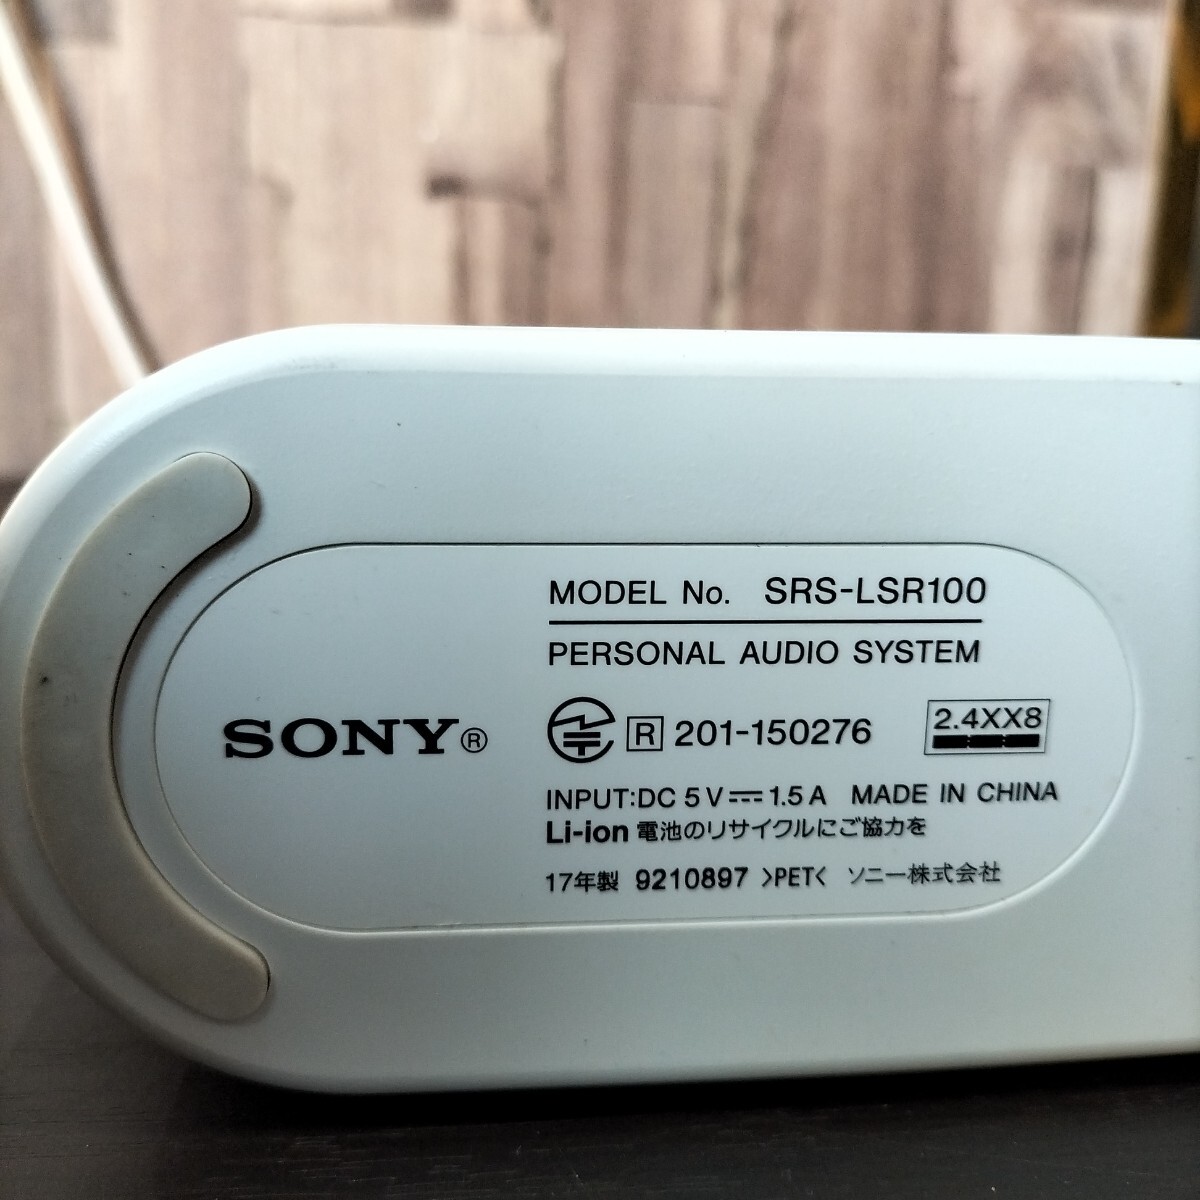 MODEL No. SRS-LSR100
PERSONAL AUDIO SYSTEM
SONY®
R 201-150276
2.4XX8
INPUT:DC 5V⎓1.5A MADE IN CHINA
Li-ion 電池のリサイクルにご協力を
17年製 9210897 >PET< ソニー株式会社